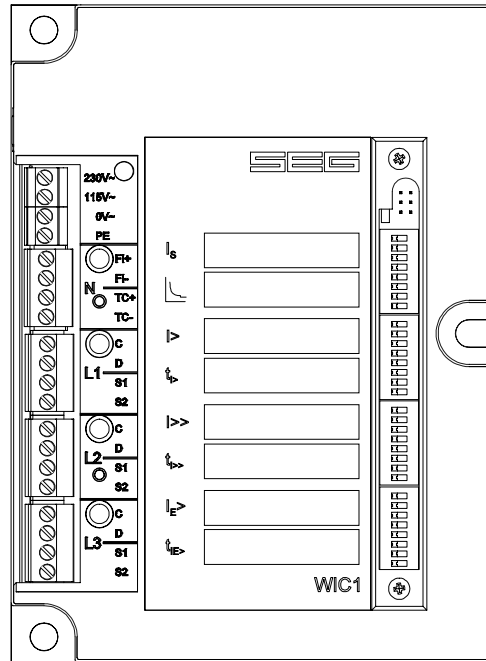 230V~
115V~
0V~
PE
N
FI+
FI-
TC+
TC-
L1
C
D
S1
S2
L2
C
D
S1
S2
L3
C
D
S1
S2
SEG
IS
I>
tI>
I>>
tI>>
IE>
tIE>
WIC1